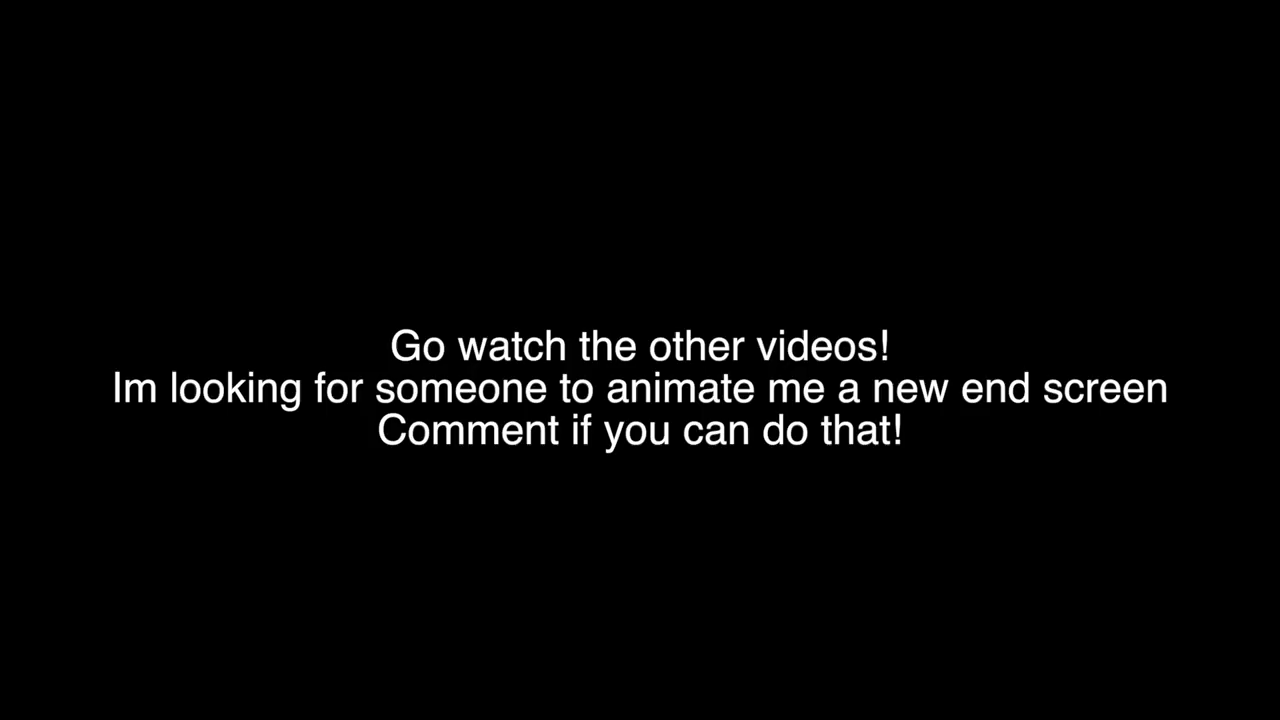 Go watch the other videos!
Im looking for someone to animate me a new end screen
Comment if you can do that!